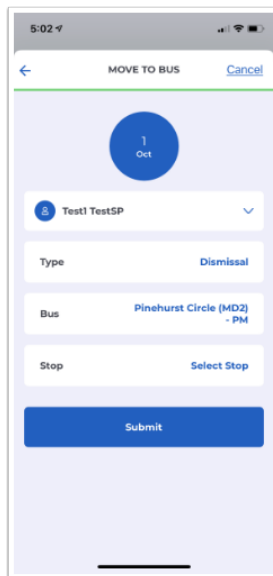 5:02
MOVE TO BUS
Cancel
1
Oct
Test1 TestSP
Type
Dismissal
Bus
Pinehurst Circle (MD2)
- PM
Stop
Select Stop
Submit